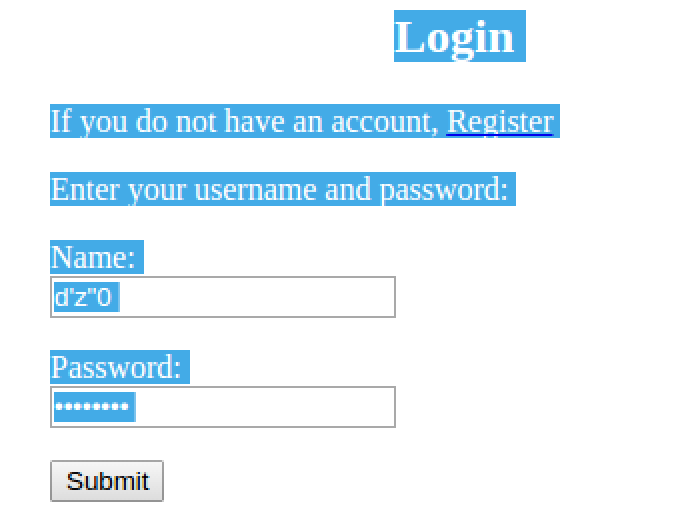 Login
If you do not have an account, Register
Enter your username and password:
Name:
d'z"0
Password:
••••••••
Submit